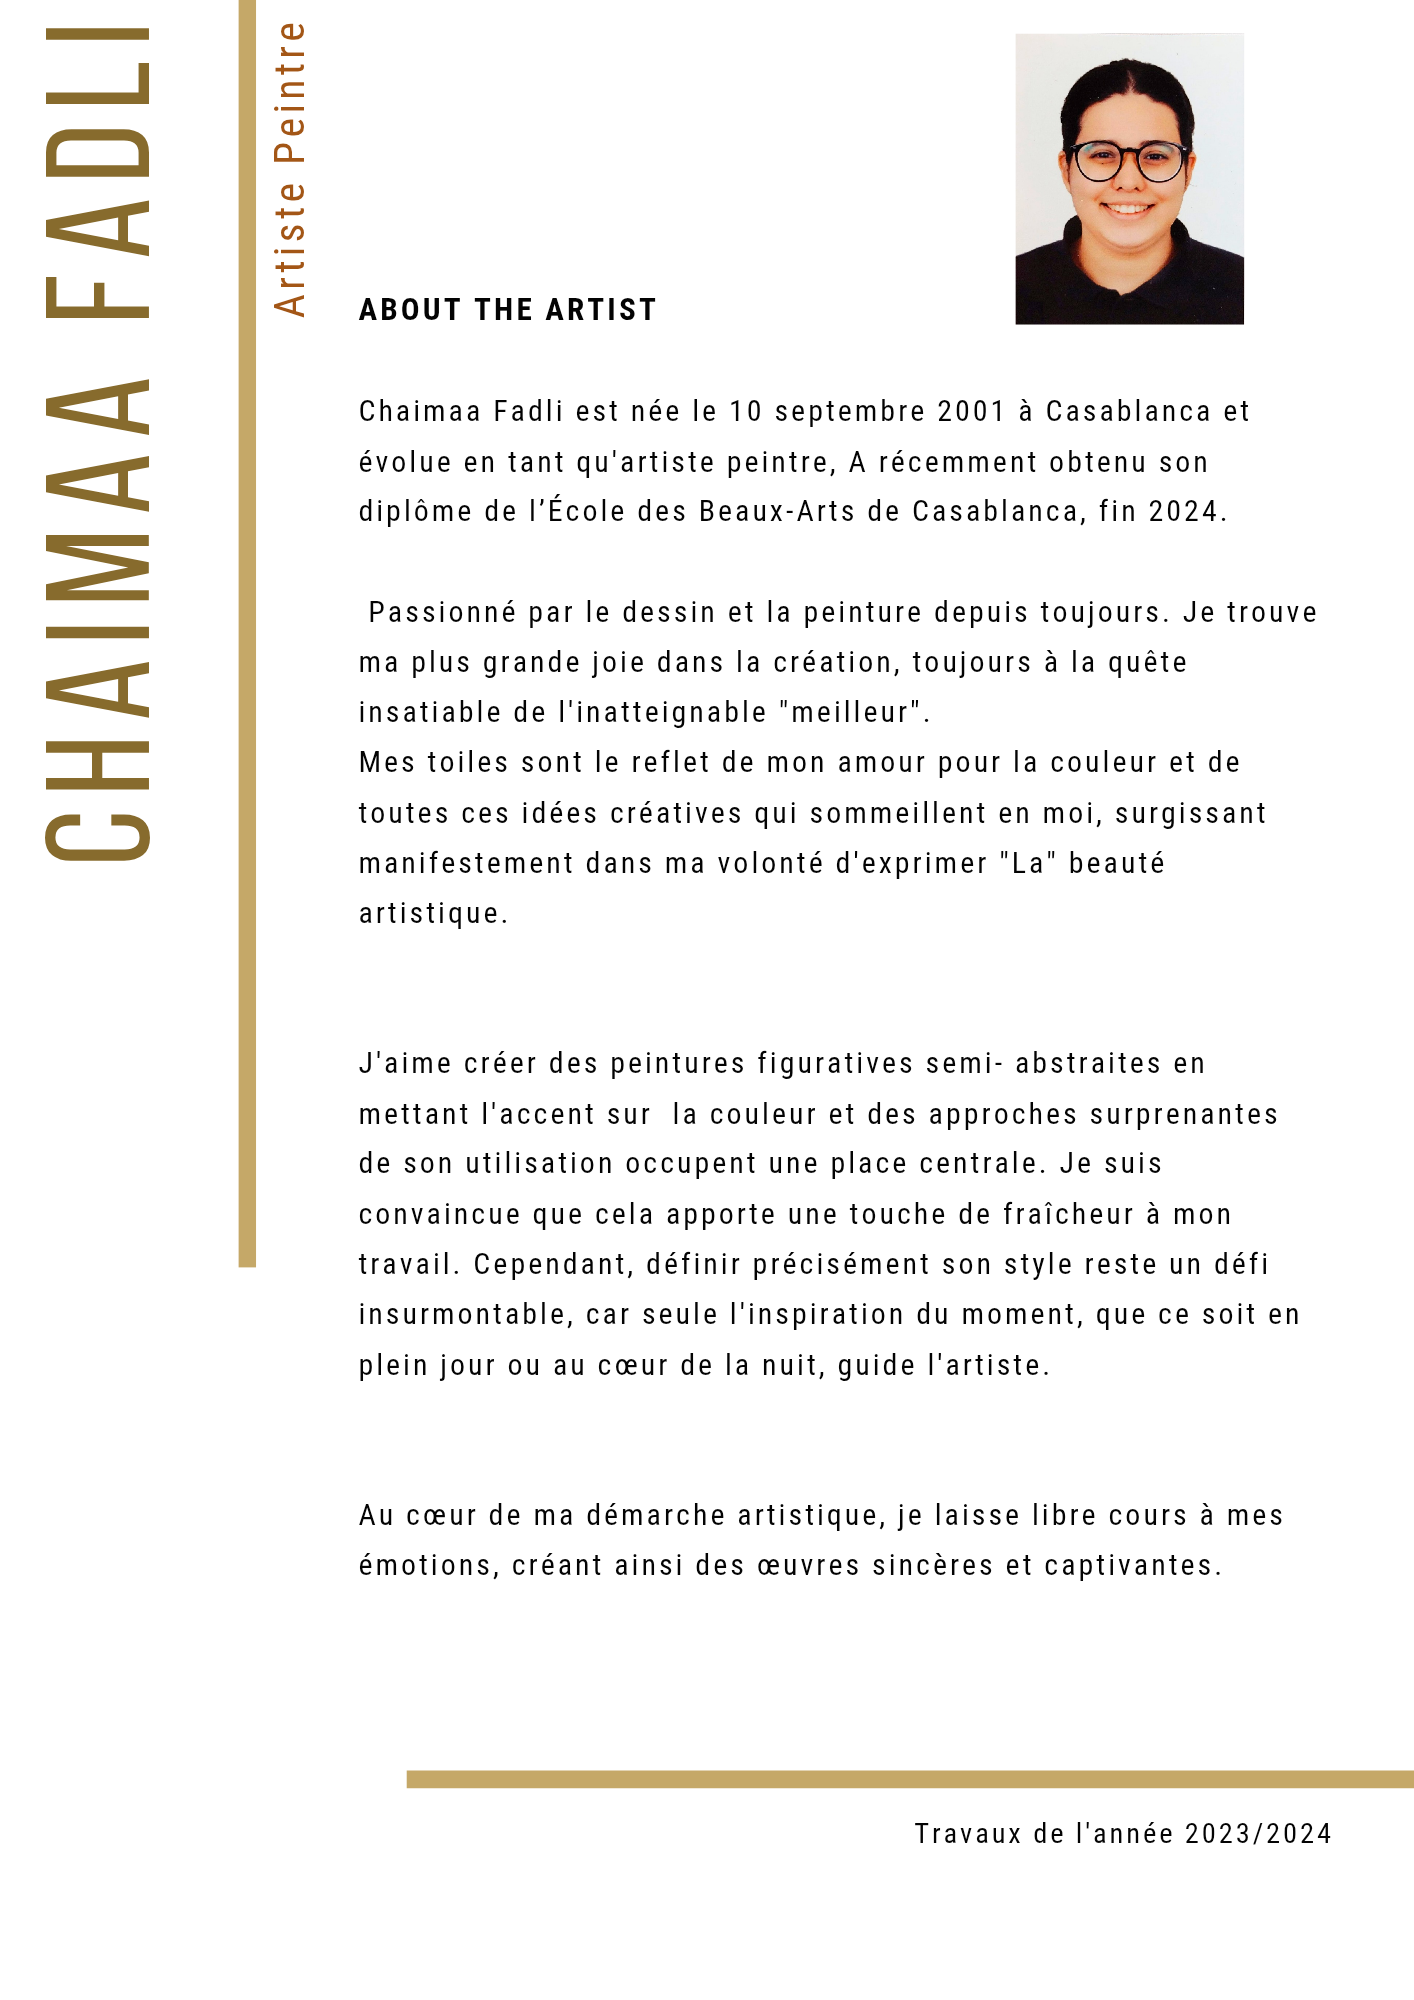 CHAIMAA FADLI
Artiste Peintre
ABOUT THE ARTIST
Chaimaa Fadli est née le 10 septembre 2001 à Casablanca et
évolue en tant qu'artiste peintre, A récemment obtenu son
diplôme de l’École des Beaux-Arts de Casablanca, fin 2024.
Passionné par le dessin et la peinture depuis toujours. Je trouve
ma plus grande joie dans la création, toujours à la quête
insatiable de l'inatteignable "meilleur".
Mes toiles sont le reflet de mon amour pour la couleur et de
toutes ces idées créatives qui sommeillent en moi, surgissant
manifestement dans ma volonté d'exprimer "La" beauté
artistique.
J'aime créer des peintures figuratives semi- abstraites en
mettant l'accent sur  la couleur et des approches surprenantes
de son utilisation occupent une place centrale. Je suis
convaincue que cela apporte une touche de fraîcheur à mon
travail. Cependant, définir précisément son style reste un défi
insurmontable, car seule l'inspiration du moment, que ce soit en
plein jour ou au cœur de la nuit, guide l'artiste.
Au cœur de ma démarche artistique, je laisse libre cours à mes
émotions, créant ainsi des œuvres sincères et captivantes.
Travaux de l'année 2023/2024